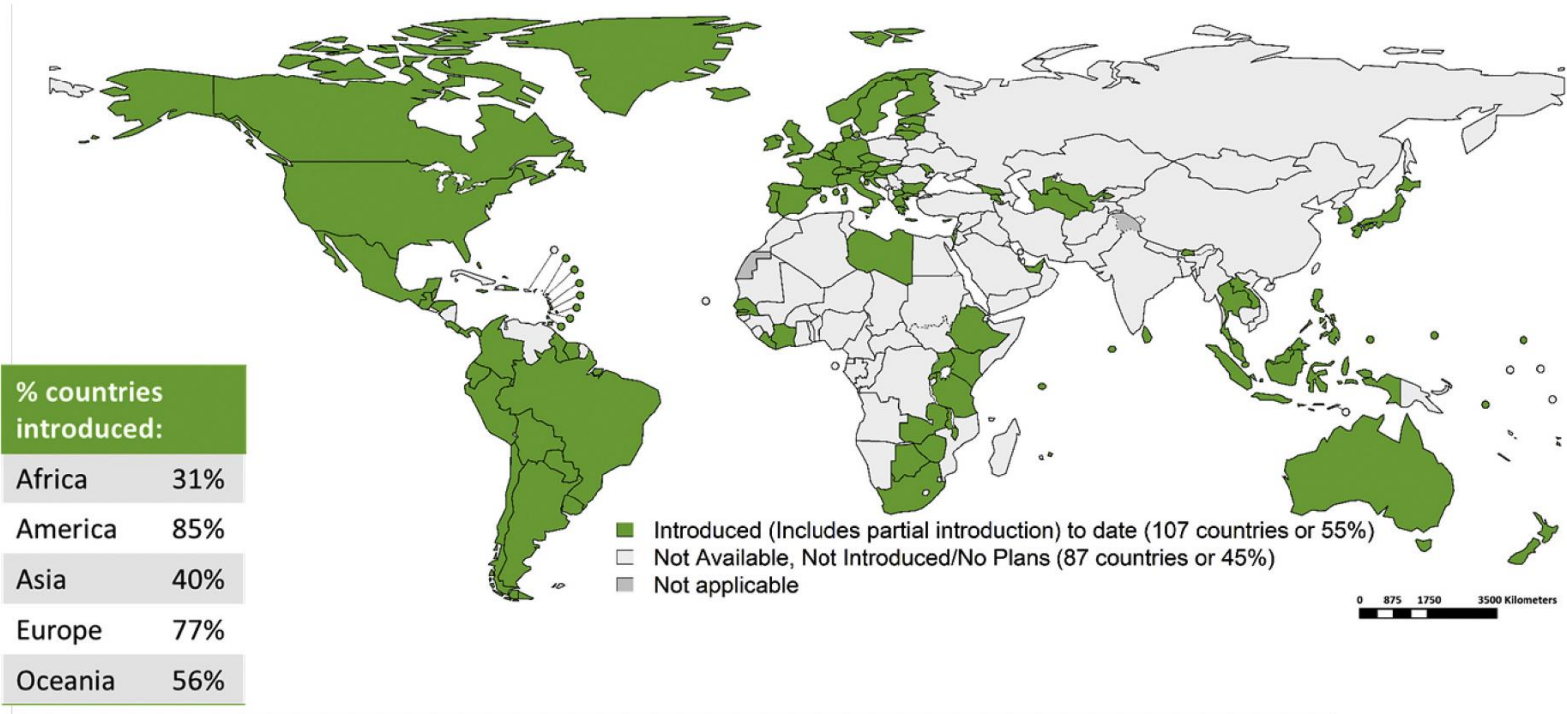 % countries
introduced:
Africa 31%
America 85%
Asia 40%
Europe 77%
Oceania 56%
Introduced (Includes partial introduction) to date (107 countries or 55%)
Not Available, Not Introduced/No Plans (87 countries or 45%)
Not applicable
0 875 1750 3500 Kilometers